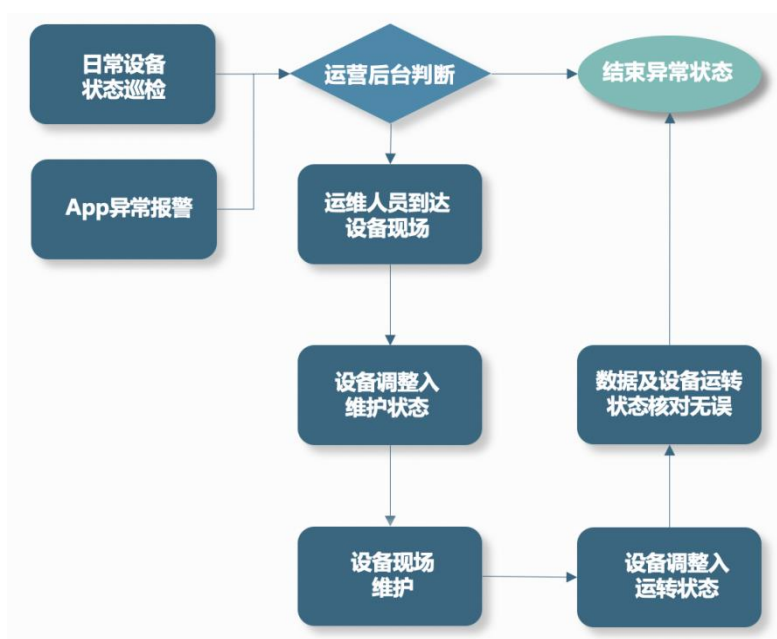 日常设备
状态巡检
运营后台判断
结束异常状态
App异常报警
运维人员到达
设备现场
设备调整入
维护状态
数据及设备运转
状态核对无误
设备现场
维护
设备调整入
运转状态